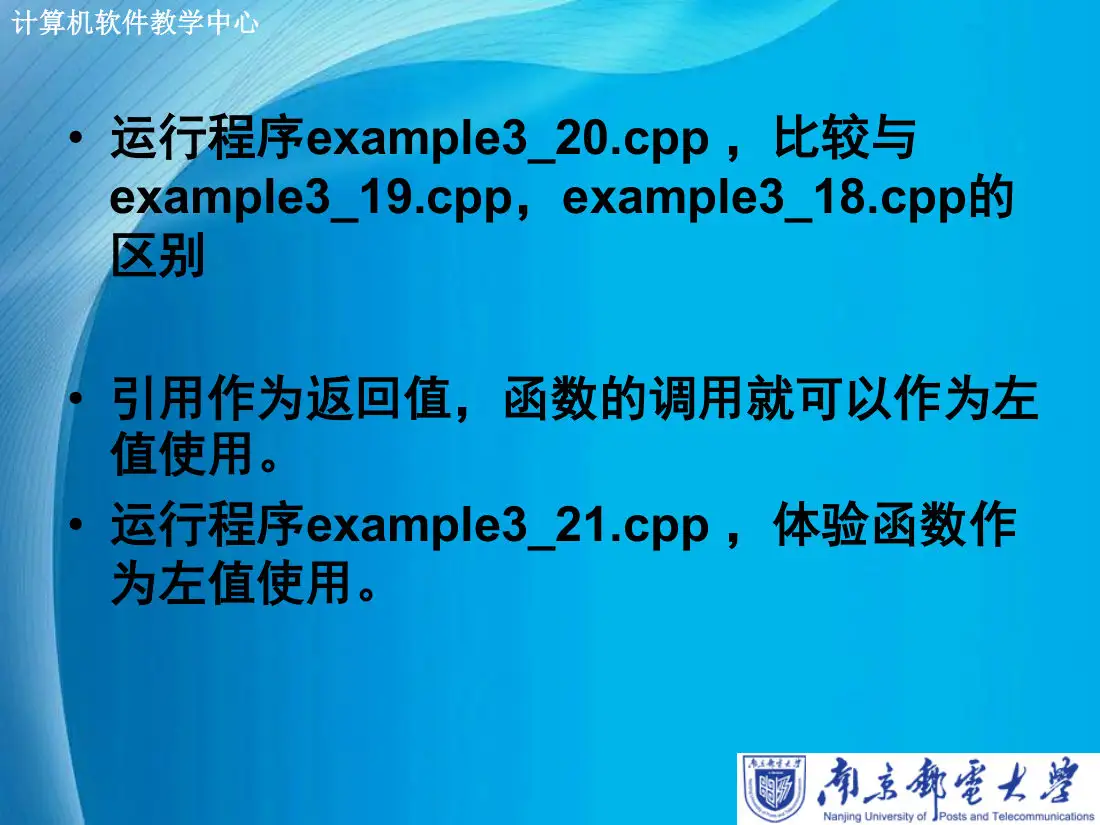 计算机软件教学中心
• 运行程序example3_20.cpp ，比较与
example3_19.cpp，example3_18.cpp的
区别
• 引用作为返回值，函数的调用就可以作为左
值使用。
• 运行程序example3_21.cpp ，体验函数作
为左值使用。
南京郵電大學
Nanjing University of Posts and Telecommunications